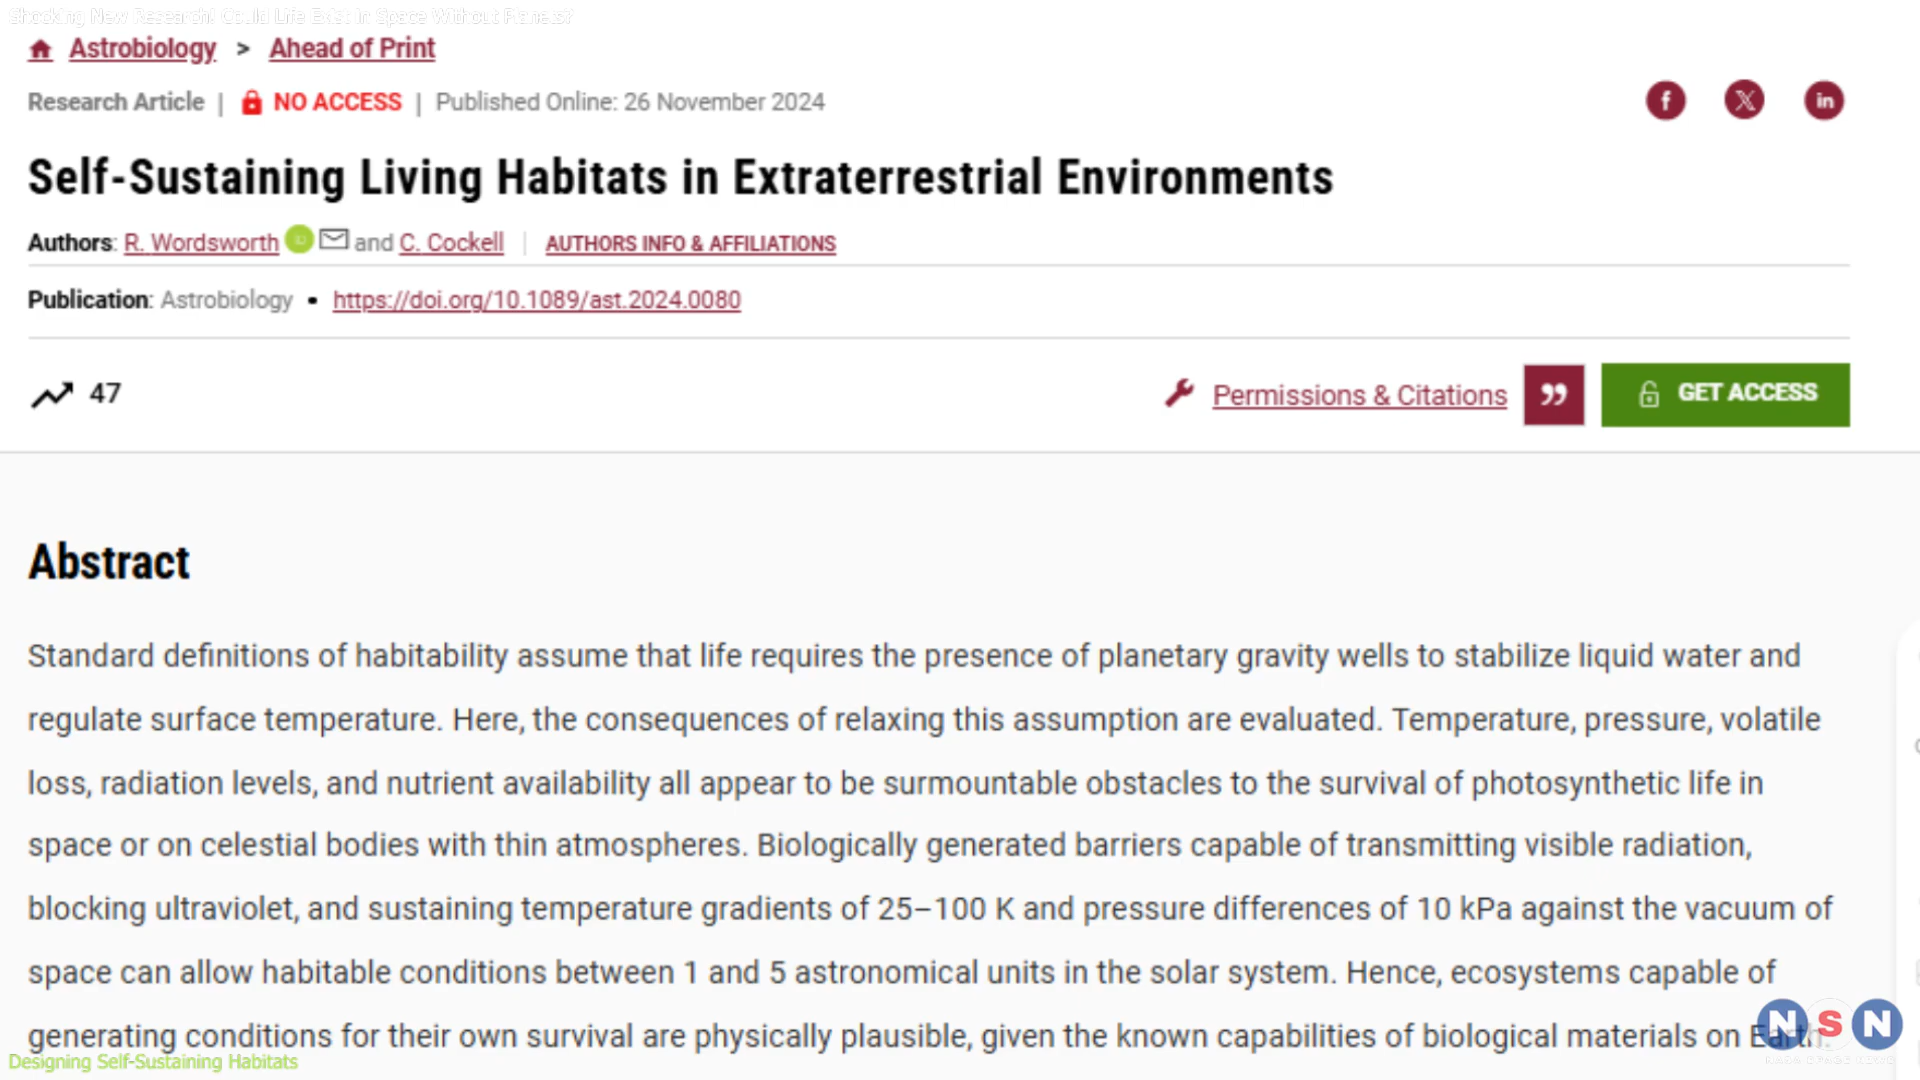 Shocking New Research! Could Life Exist in Space Without Planets?
Astrobiology > Ahead of Print
Research Article | NO ACCESS | Published Online: 26 November 2024
Self-Sustaining Living Habitats in Extraterrestrial Environments
Authors: R. Wordsworth iD and C. Cockell | AUTHORS INFO & AFFILIATIONS
Publication: Astrobiology • https://doi.org/10.1089/ast.2024.0080
47
Permissions & Citations
GET ACCESS
Abstract
Standard definitions of habitability assume that life requires the presence of planetary gravity wells to stabilize liquid water and
regulate surface temperature. Here, the consequences of relaxing this assumption are evaluated. Temperature, pressure, volatile
loss, radiation levels, and nutrient availability all appear to be surmountable obstacles to the survival of photosynthetic life in
space or on celestial bodies with thin atmospheres. Biologically generated barriers capable of transmitting visible radiation,
blocking ultraviolet, and sustaining temperature gradients of 25–100 K and pressure differences of 10 kPa against the vacuum of
space can allow habitable conditions between 1 and 5 astronomical units in the solar system. Hence, ecosystems capable of
generating conditions for their own survival are physically plausible, given the known capabilities of biological materials on Earth.
NSN
NASA SPACE NEWS
Designing Self-Sustaining Habitats